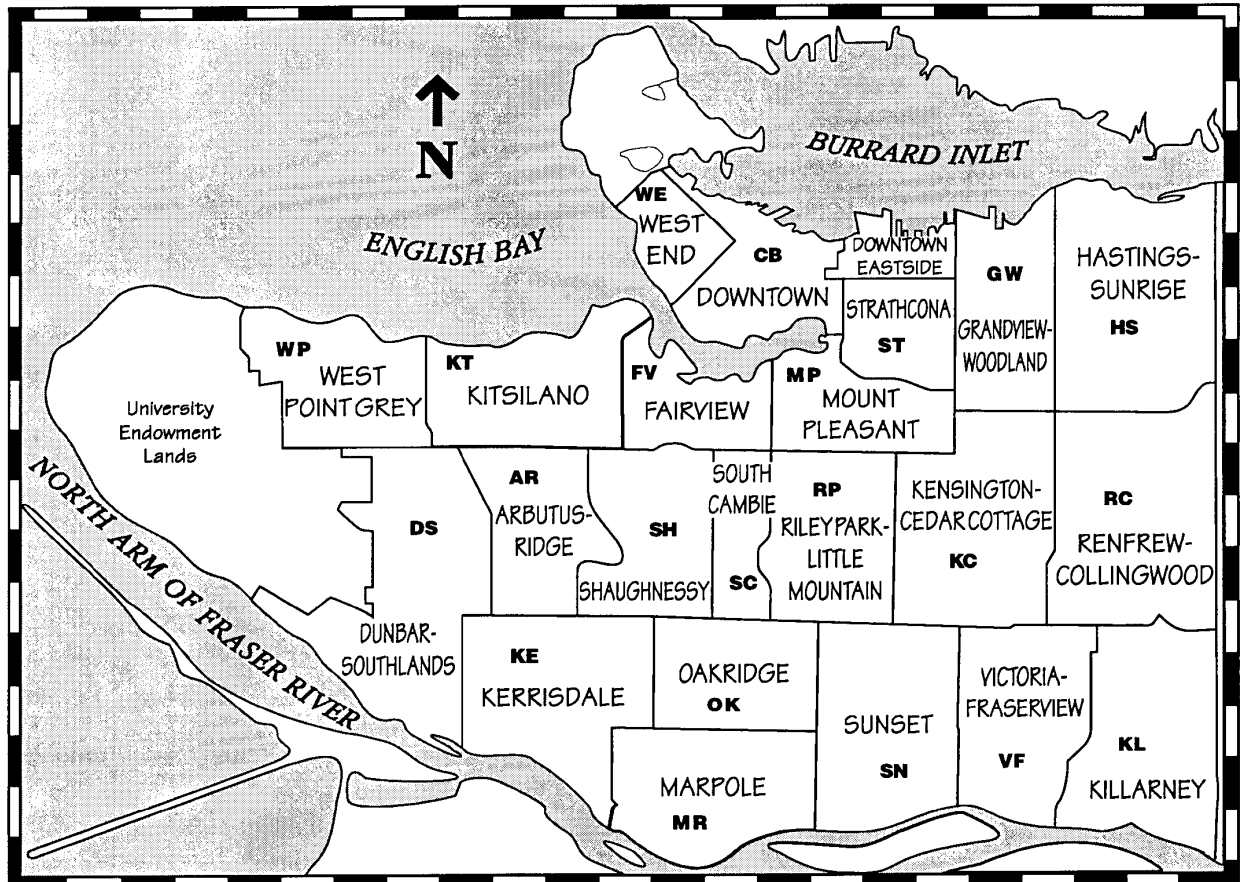 N
BURRARD INLET
ENGLISH BAY
WE
WEST
END
CB
DOWNTOWN
DOWNTOWN
EASTSIDE
STRATHCONA
ST
GW
GRANDVIEW-
WOODLAND
HASTINGS-
SUNRISE
HS
WP
WEST
POINT GREY
KT
KITSILANO
FV
FAIRVIEW
MP
MOUNT
PLEASANT
University
Endowment
Lands
NORTH ARM OF FRASER RIVER
DS
DUNBAR-
SOUTHLANDS
AR
ARBUTUS-
RIDGE
SH
SHAUGHNESSY
SOUTH
CAMBIE
SC
RP
RILEY PARK-
LITTLE
MOUNTAIN
KENSINGTON-
CEDAR COTTAGE
KC
RC
RENFREW-
COLLINGWOOD
KE
KERRISDALE
OAKRIDGE
OK
MARPOLE
MR
SUNSET
SN
VICTORIA-
FRASERVIEW
VF
KL
KILLARNEY